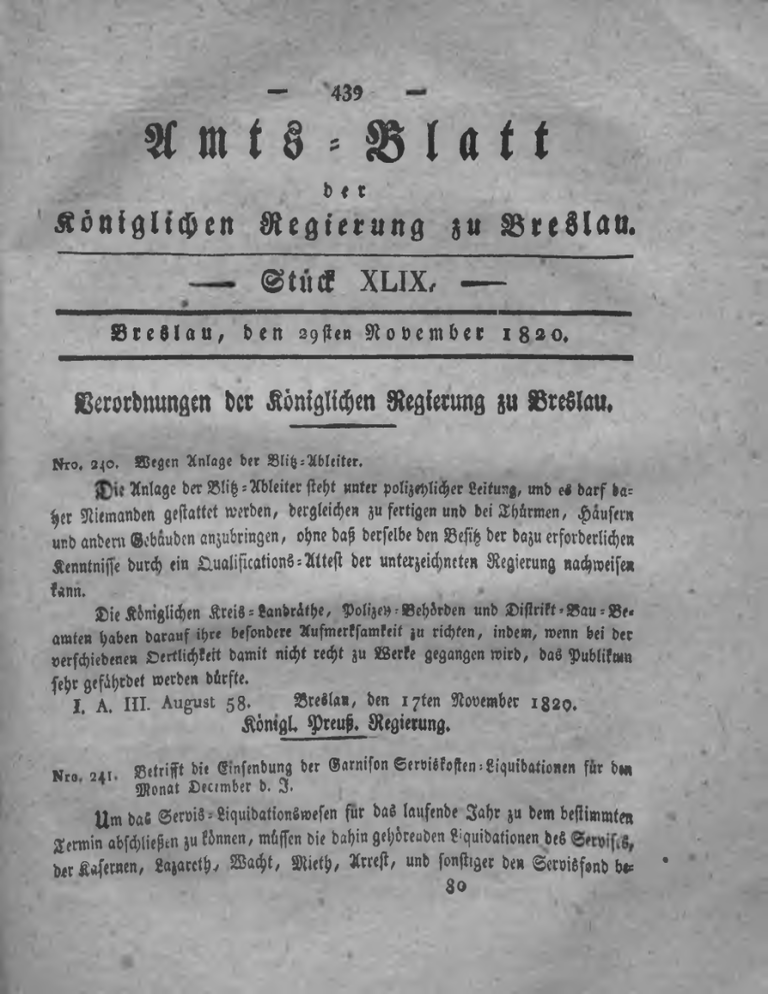 — 439 —
Amts-Blatt
der
Königlichen Regierung zu Breslau.
— Stück XLIX. —
Breslau, den 29sten November 1820.
Verordnungen der Königlichen Regierung zu Breslau.
Nro. 240. Wegen Anlage der Blitz-Ableiter.
Die Anlage der Blitz-Ableiter steht unter polizeylicher Leitung, und es darf da-
her Niemanden gestattet werden, dergleichen zu fertigen und bei Thürmen, Häusern
und andern Gebäuden anzubringen, ohne daß derselbe den Besitz der dazu erforderlichen
Kenntnisse durch ein Qualifications-Attest der unterzeichneten Regierung nachweisen
kann.
Die Königlichen Kreis-Landräthe, Polizey-Behörden und Distrikt-Bau-Be-
amten haben darauf ihre besondere Aufmerksamkeit zu richten, indem, wenn bei der
verschiedenen Oertlichkeit damit nicht recht zu Werke gegangen wird, das Publikum
sehr gefährdet werden dürfte.
I. A. III. August 58. Breslau, den 17ten November 1820.
Königl. Preuß. Regierung.
Nro. 241. Betrifft die Einsendung der Garnison Serviskosten-Liquidationen für den
Monat December d. J.
Um das Servis-Liquidationswesen für das laufende Jahr zu dem bestimmten
Termin abschließen zu können, müssen die dahin gehörenden Liquidationen des Servises,
der Kasernen, Lazareth, Wacht, Mieth, Arrest, und sonstiger den Servisfond be-
80